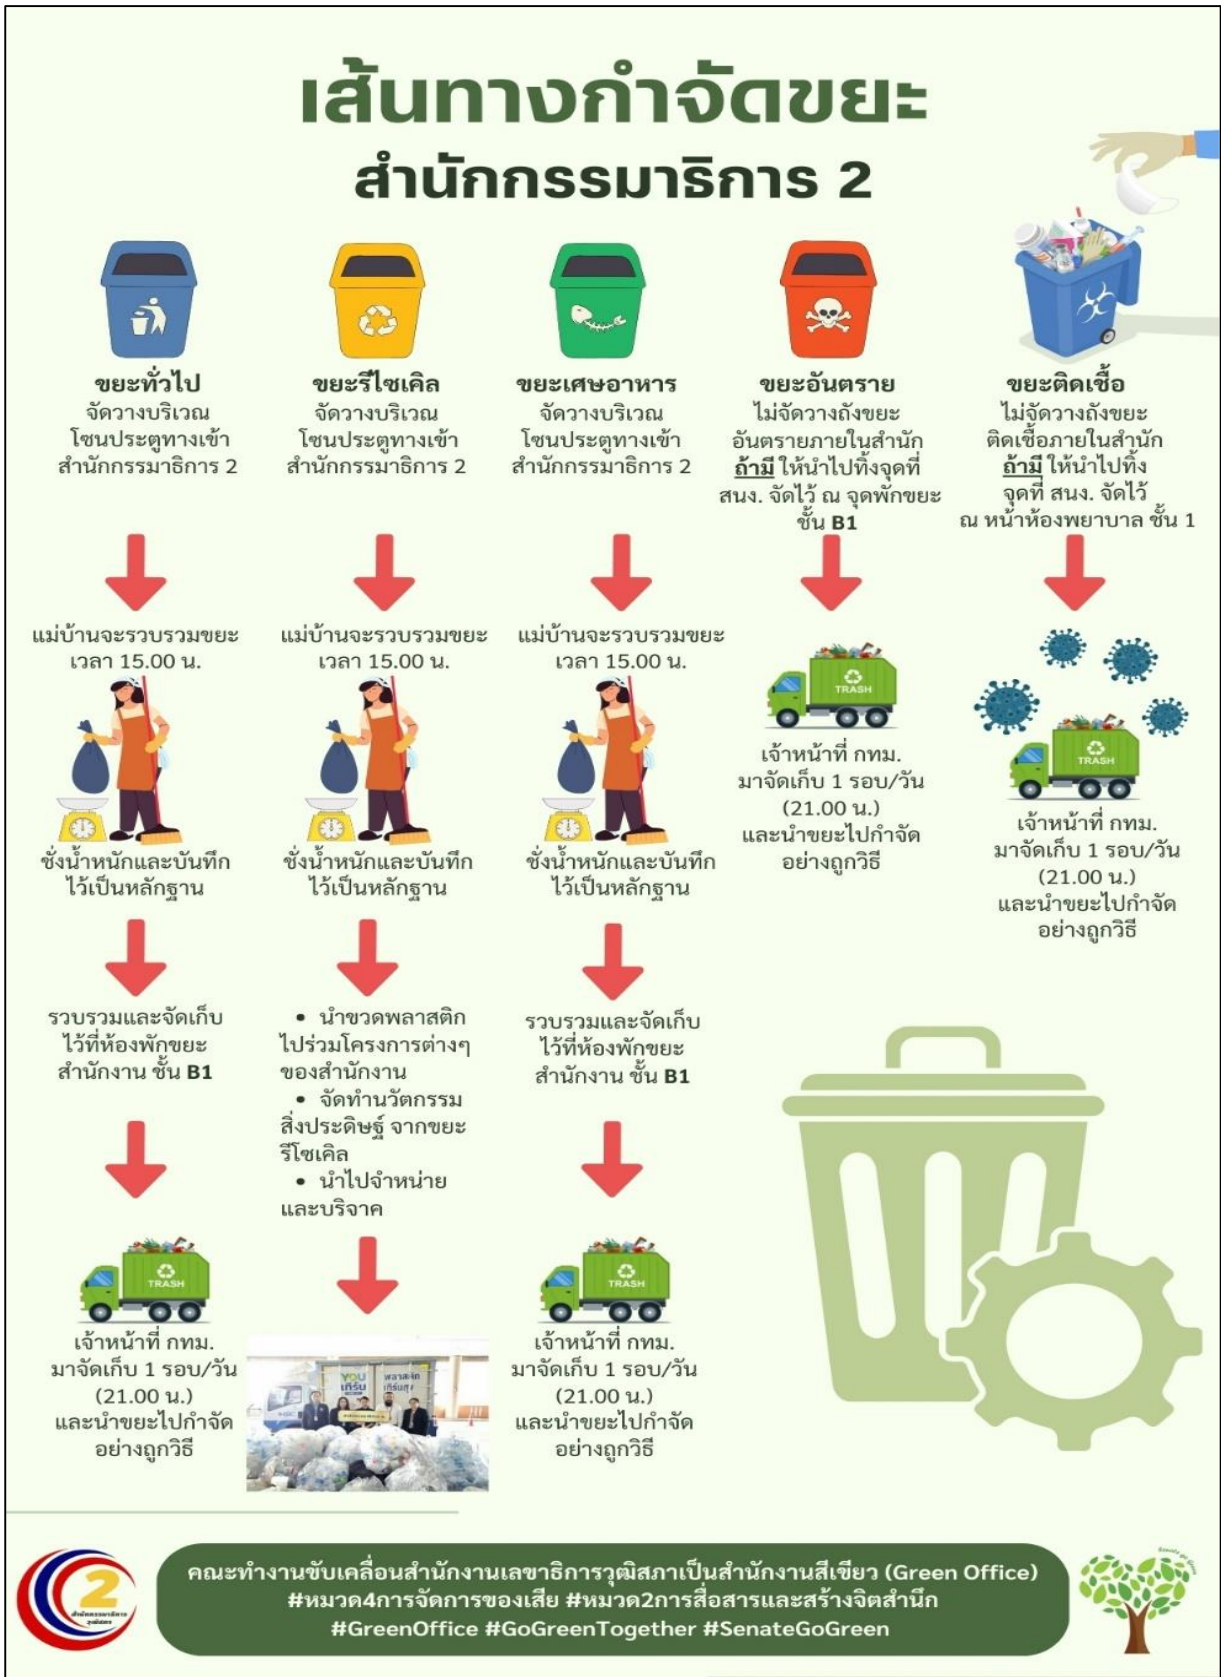 เส้นทางกำจัดขยะ
สำนักกรรมาธิการ 2
ขยะทั่วไป
จัดวางบริเวณ
โซนประตูทางเข้า
สำนักกรรมาธิการ 2
แม่บ้านจะรวบรวมขยะ
เวลา 15.00 น.
ชั่งน้ำหนักและบันทึก
ไว้เป็นหลักฐาน
รวบรวมและจัดเก็บ
ไว้ที่ห้องพักขยะ
สำนักงาน ชั้น B1
TRASH
เจ้าหน้าที่ กทม.
มาจัดเก็บ 1 รอบ/วัน
(21.00 น.)
และนำขยะไปกำจัด
อย่างถูกวิธี
ขยะรีไซเคิล
จัดวางบริเวณ
โซนประตูทางเข้า
สำนักกรรมาธิการ 2
แม่บ้านจะรวบรวมขยะ
เวลา 15.00 น.
ชั่งน้ำหนักและบันทึก
ไว้เป็นหลักฐาน
• นำขวดพลาสติก
ไปร่วมโครงการต่างๆ
ของสำนักงาน
• จัดทำนวัตกรรม
สิ่งประดิษฐ์ จากขยะ
รีไซเคิล
• นำไปจำหน่าย
และบริจาค
YOU
เทิร์น
ขยะเศษอาหาร
จัดวางบริเวณ
โซนประตูทางเข้า
สำนักกรรมาธิการ 2
แม่บ้านจะรวบรวมขยะ
เวลา 15.00 น.
ชั่งน้ำหนักและบันทึก
ไว้เป็นหลักฐาน
รวบรวมและจัดเก็บ
ไว้ที่ห้องพักขยะ
สำนักงาน ชั้น B1
TRASH
เจ้าหน้าที่ กทม.
มาจัดเก็บ 1 รอบ/วัน
(21.00 น.)
และนำขยะไปกำจัด
อย่างถูกวิธี
ขยะอันตราย
ไม่จัดวางถังขยะ
อันตรายภายในสำนัก
ถ้ามี ให้นำไปทิ้งจุดที่
สนง. จัดไว้ ณ จุดพักขยะ
ชั้น B1
TRASH
เจ้าหน้าที่ กทม.
มาจัดเก็บ 1 รอบ/วัน
(21.00 น.)
และนำขยะไปกำจัด
อย่างถูกวิธี
ขยะติดเชื้อ
ไม่จัดวางถังขยะ
ติดเชื้อภายในสำนัก
ถ้ามี ให้นำไปทิ้ง
จุดที่ สนง. จัดไว้
ณ หน้าห้องพยาบาล ชั้น 1
TRASH
เจ้าหน้าที่ กทม.
มาจัดเก็บ 1 รอบ/วัน
(21.00 น.)
และนำขยะไปกำจัด
อย่างถูกวิธี
2
สำนักกรรมาธิการ
คณะทำงานขับเคลื่อนสำนักงานเลขาธิการวุฒิสภาเป็นสำนักงานสีเขียว (Green Office)
#หมวด4การจัดการของเสีย #หมวด2การสื่อสารและสร้างจิตสำนึก
#GreenOffice #GoGreenTogether #SenateGoGreen